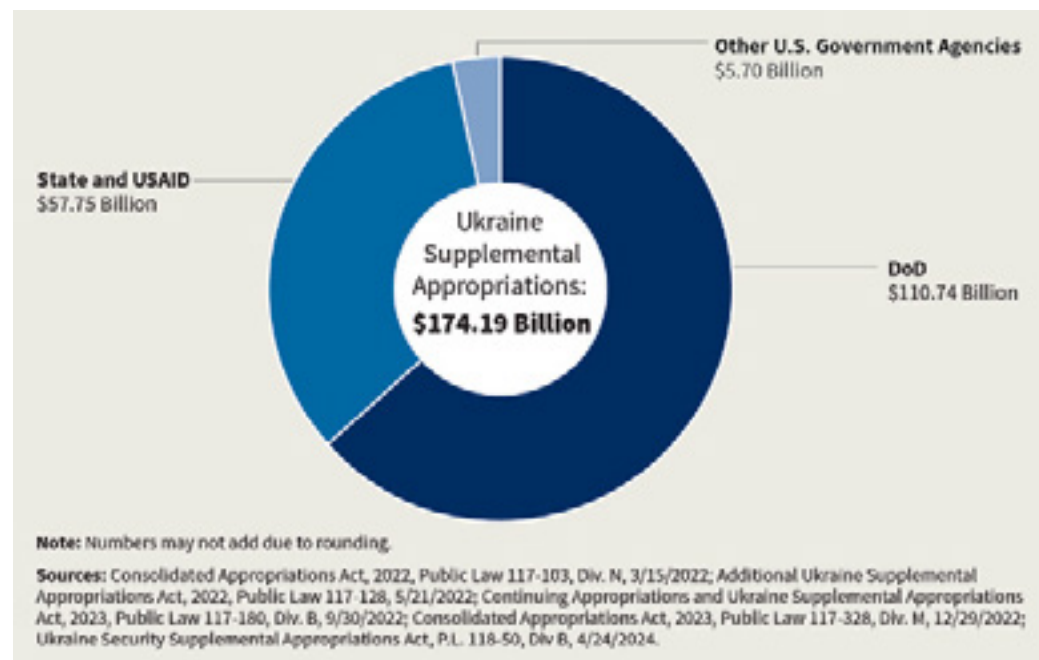 Other U.S. Government Agencies
$5.70 Billion
State and USAID
$57.75 Billion
Ukraine
Supplemental
Appropriations:
$174.19 Billion
DoD
$110.74 Billion
Note: Numbers may not add due to rounding.
Sources: Consolidated Appropriations Act, 2022, Public Law 117-103, Div. N, 3/15/2022; Additional Ukraine Supplemental
Appropriations Act, 2022, Public Law 117-128, 5/21/2022; Continuing Appropriations and Ukraine Supplemental Appropriations
Act, 2023, Public Law 117-180, Div. B, 9/30/2022; Consolidated Appropriations Act, 2023, Public Law 117-328, Div. M, 12/29/2022;
Ukraine Security Supplemental Appropriations Act, P.L. 118-50, Div B, 4/24/2024.